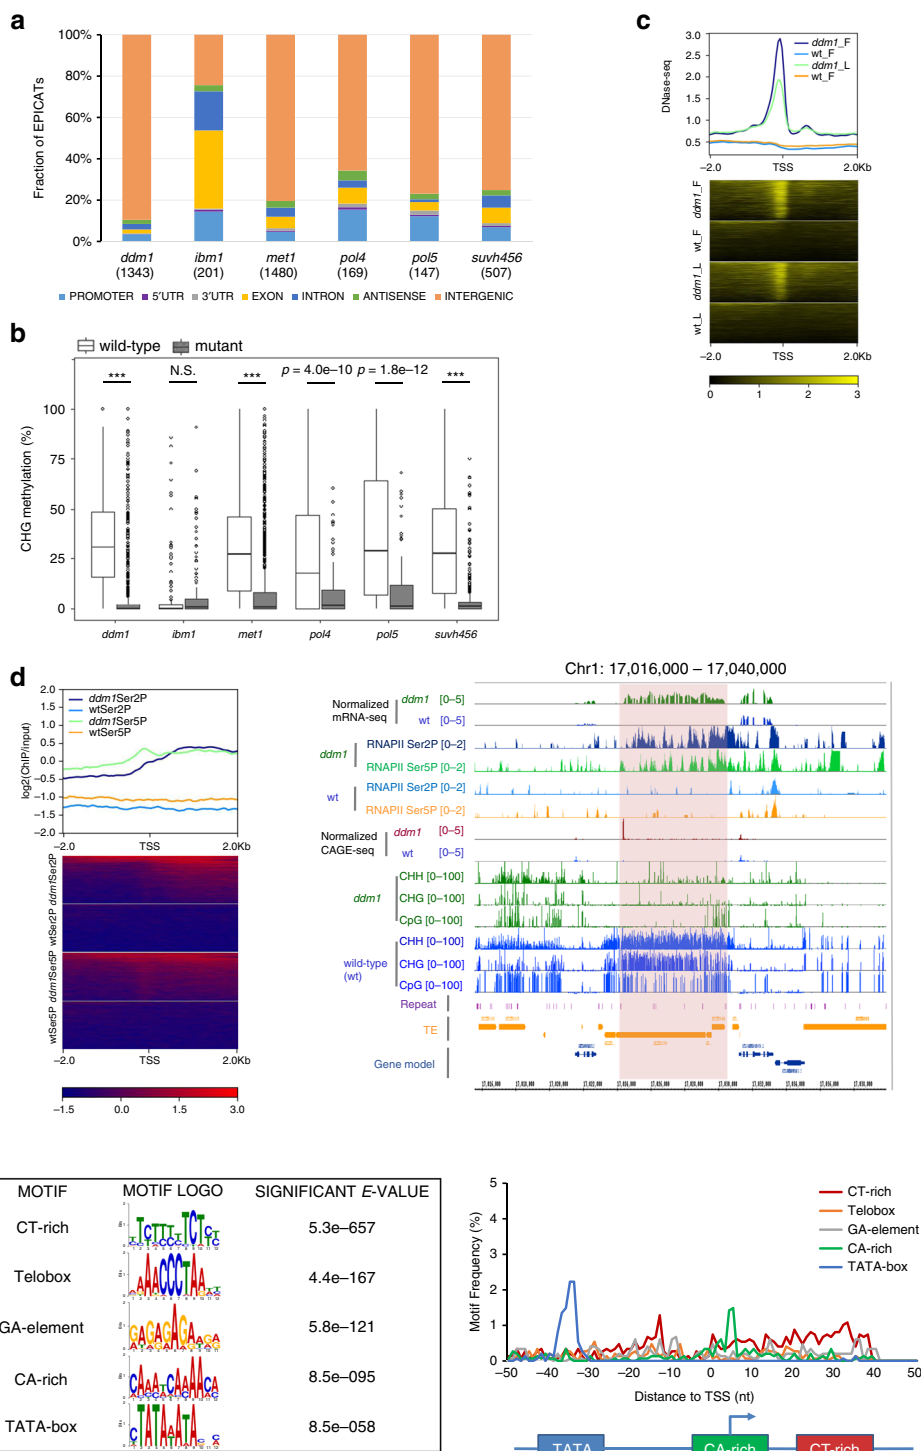 a
100%
80%
60%
40%
20%
0%
Fraction of EPICATs
ddm1 ibm1 met1 pol4 pol5 suvh456
(1343) (201) (1480) (169) (147) (507)
PROMOTER 5′UTR 3′UTR EXON INTRON ANTISENSE INTERGENIC
c
3.0
2.5
2.0
1.5
1.0
0.5
DNase-seq
ddm1_F
wt_F
ddm1_L
wt_F
−2.0 TSS 2.0Kb
ddm1_F
wt_F
ddm1_L
wt_L
−2.0 TSS 2.0Kb
0 1 2 3
b
wild-type mutant
*** N.S. *** p = 4.0e–10 p = 1.8e–12 ***
100
50
25
0
CHG methylation (%)
ddm1 ibm1 met1 pol4 pol5 suvh456
d
2.0
1.5
1.0
0.5
0.0
−0.5
−1.0
−1.5
−2.0
log2(ChIP/input)
ddm1Ser2P
wtSer2P
ddm1Ser5P
wtSer5P
−2.0 TSS 2.0Kb
ddm1Ser2P
wtSer2P
ddm1Ser5P
wtSer5P
−2.0 TSS 2.0Kb
−1.5 0.0 1.0 3.0
Chr1: 17,016,000 – 17,040,000
Normalized
mRNA-seq
ddm1 [0–5]
wt [0–5]
ddm1
RNAPII Ser2P [0–2]
RNAPII Ser5P [0–2]
wt
RNAPII Ser2P [0–2]
RNAPII Ser5P [0–2]
Normalized
CAGE-seq
ddm1 [0–5]
wt [0–5]
ddm1
CHH [0–100]
CHG [0–100]
CpG [0–100]
wild-type
(wt)
CHH [0–100]
CHG [0–100]
CpG [0–100]
Repeat
TE
Gene model
MOTIF MOTIF LOGO SIGNIFICANT E-VALUE
CT-rich 5.3e–657
Telobox 4.4e–167
GA-element 5.8e–121
CA-rich 8.5e–095
TATA-box 8.5e–058
5
4
3
2
1
0
Motif Frequency (%)
CT-rich
Telobox
GA-element
CA-rich
TATA-box
−50 −40 −30 −20 −10 0 10 20 30 40 50
Distance to TSS (nt)
TATA CA-rich CT-rich